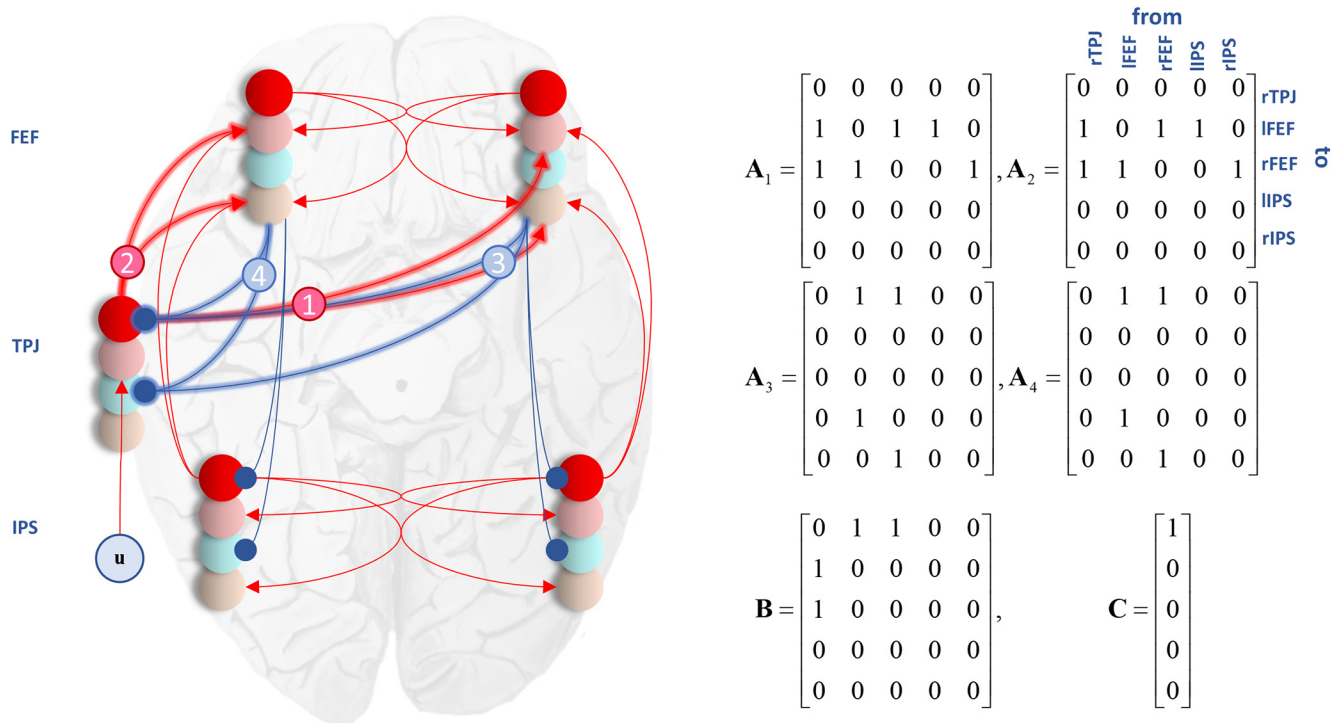 from
rTPJ lFEF rFEF lIPS rIPS
FEF
TPJ
IPS
2
4
3
1
u
A₁ =
0 0 0 0 0
1 0 1 1 0
1 1 0 0 1
0 0 0 0 0
0 0 0 0 0
, A₂ =
0 0 0 0 0
1 0 1 1 0
1 1 0 0 1
0 0 0 0 0
0 0 0 0 0
rTPJ
lFEF
rFEF
lIPS
rIPS
to
A₃ =
0 1 1 0 0
0 0 0 0 0
0 0 0 0 0
0 1 0 0 0
0 0 1 0 0
, A₄ =
0 1 1 0 0
0 0 0 0 0
0 0 0 0 0
0 1 0 0 0
0 0 1 0 0
B =
0 1 1 0 0
1 0 0 0 0
1 0 0 0 0
0 0 0 0 0
0 0 0 0 0
,
C =
1
0
0
0
0